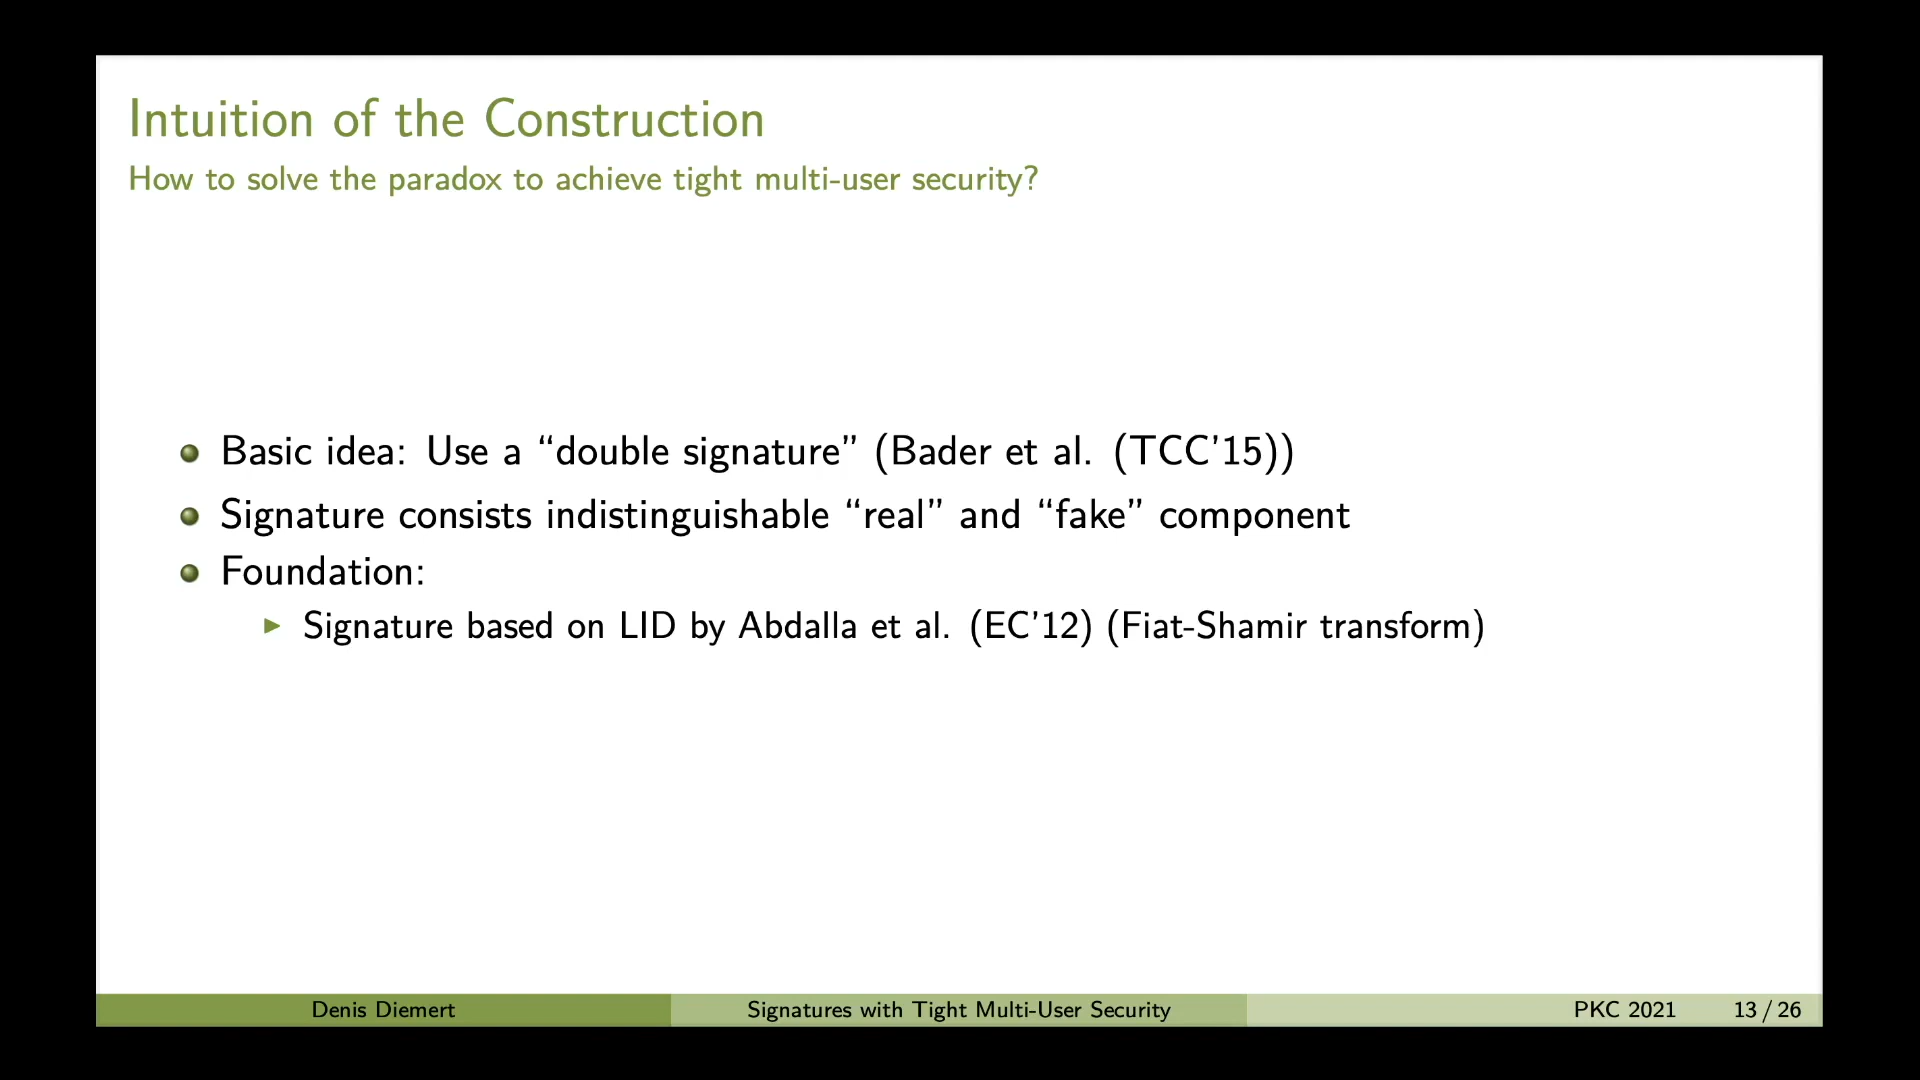 Intuition of the Construction
How to solve the paradox to achieve tight multi-user security?
Basic idea: Use a “double signature” (Bader et al. (TCC’15))
Signature consists indistinguishable “real” and “fake” component
Foundation:
Signature based on LID by Abdalla et al. (EC’12) (Fiat-Shamir transform)
Denis Diemert
Signatures with Tight Multi-User Security
PKC 2021
13 / 26